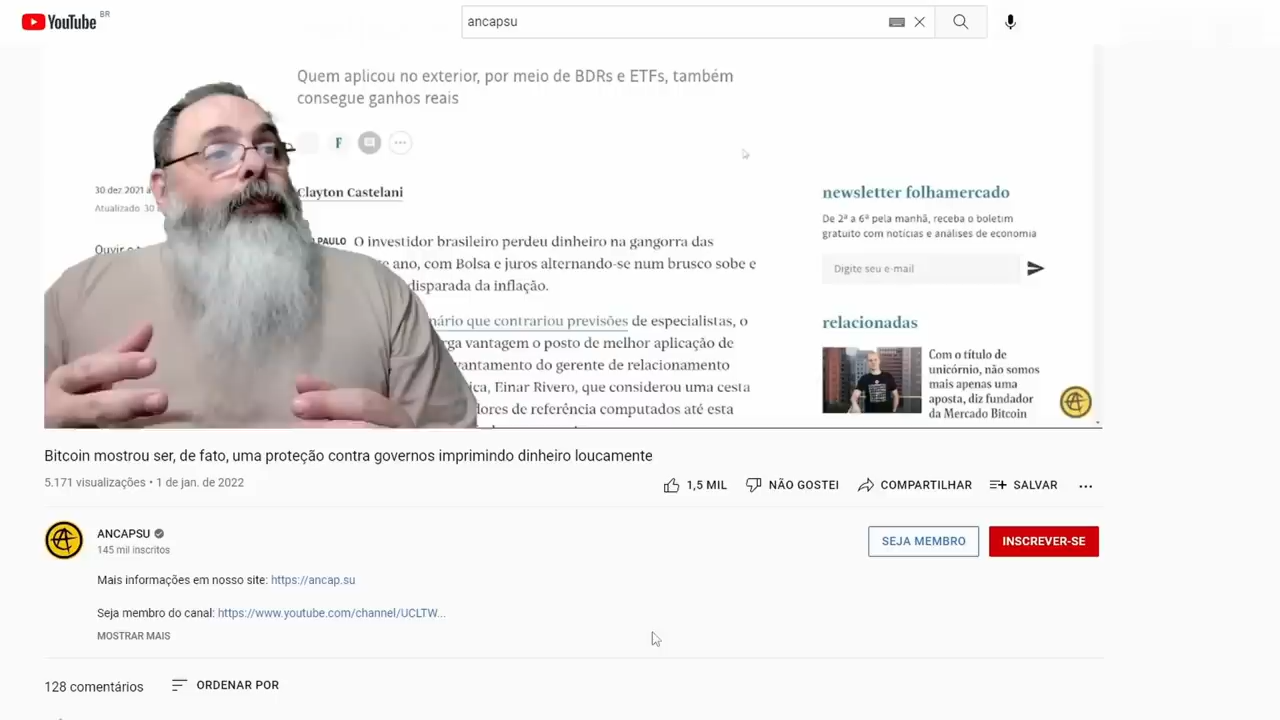 YouTube BR
ancapsu
Quem aplicou no exterior, por meio de BDRs e ETFs, também
consegue ganhos reais
F
30 dez.2021 à
Clayton Castelani
Atualizado 30
PAULO O investidor brasileiro perdeu dinheiro na gangorra das
e ano, com Bolsa e juros alternando-se num brusco sobe e
disparada da inflação.
nário que contrariou previsões de especialistas, o
rga vantagem o posto de melhor aplicação de
vantamento do gerente de relacionamento
ica, Einar Rivero, que considerou uma cesta
dores de referência computados até esta
newsletter folhamercado
De 2ª a 6ª pela manhã, receba o boletim
gratuito com notícias e análises de economia
Digite seu e-mail
relacionadas
Com o título de
unicórnio, não somos
mais apenas uma
aposta, diz fundador
da Mercado Bitcoin
Bitcoin mostrou ser, de fato, uma proteção contra governos imprimindo dinheiro loucamente
5.171 visualizações • 1 de jan. de 2022
1,5 MIL NÃO GOSTEI COMPARTILHAR SALVAR ...
ANCAPSU
145 mil inscritos
SEJA MEMBRO INSCREVER-SE
Mais informações em nosso site: https://ancap.su
Seja membro do canal: https://www.youtube.com/channel/UCLTW...
MOSTRAR MAIS
128 comentários ORDENAR POR